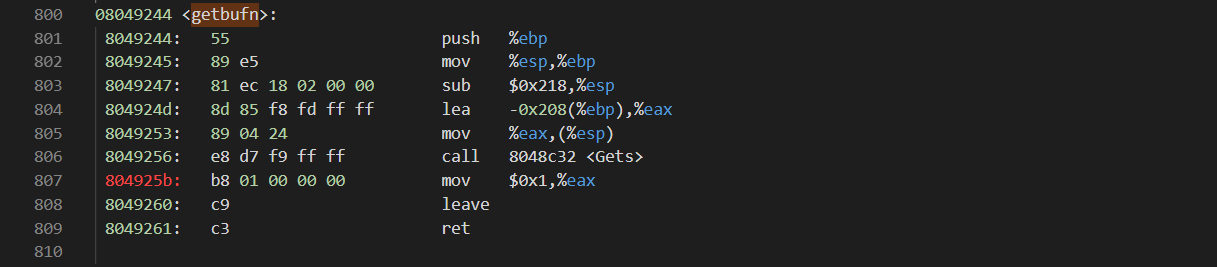 800 08049244 <getbufn>:
801 8049244: 55 push %ebp
802 8049245: 89 e5 mov %esp,%ebp
803 8049247: 81 ec 18 02 00 00 sub $0x218,%esp
804 804924d: 8d 85 f8 fd ff ff lea -0x208(%ebp),%eax
805 8049253: 89 04 24 mov %eax,(%esp)
806 8049256: e8 d7 f9 ff ff call 8048c32 <Gets>
807 804925b: b8 01 00 00 00 mov $0x1,%eax
808 8049260: c9 leave
809 8049261: c3 ret
810